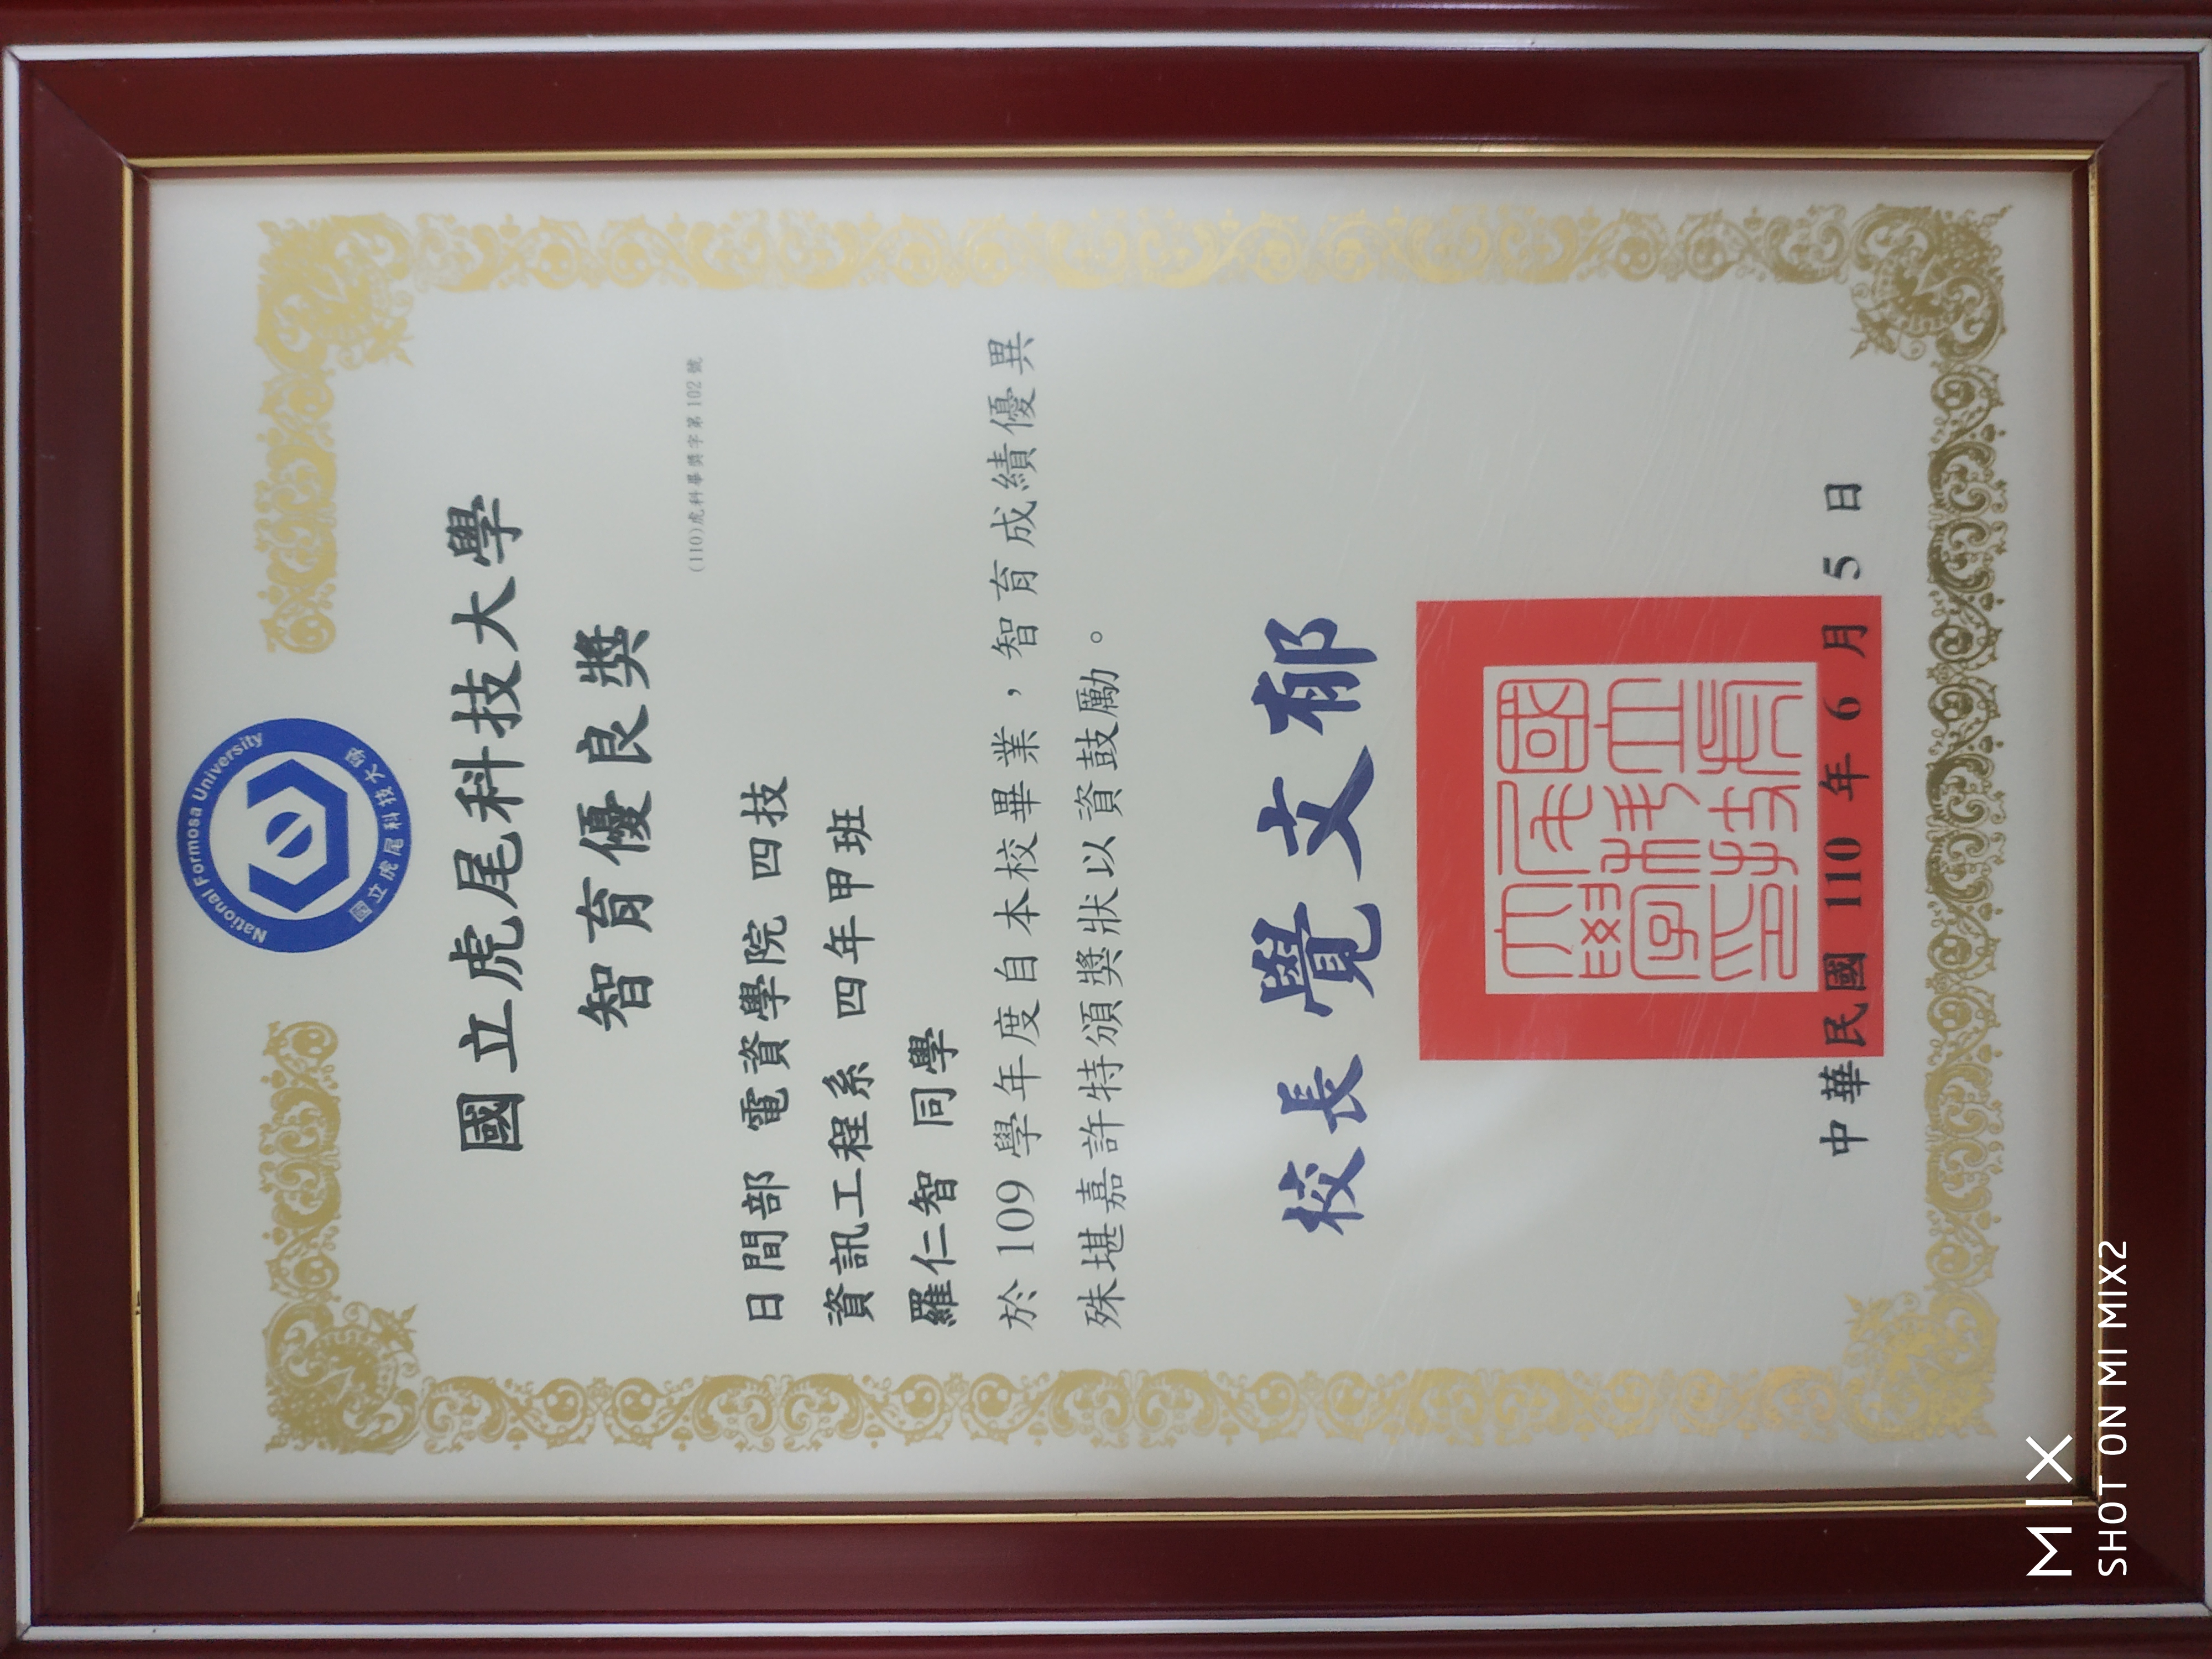 National Formosa University
國立虎尾科技大學
國立虎尾科技大學
智育優良獎
(110)虎科畢獎字第102號
日間部 電資學院 四技
資訊工程系 四年甲班
羅仁智 同學
於109學年度自本校畢業，智育成績優異
殊堪嘉許特頒獎狀以資鼓勵。
校長 覺文郁
國立虎
尾科技
大學印
中華民國 110 年 6 月 5 日
MIX
SHOT ON MI MIX2